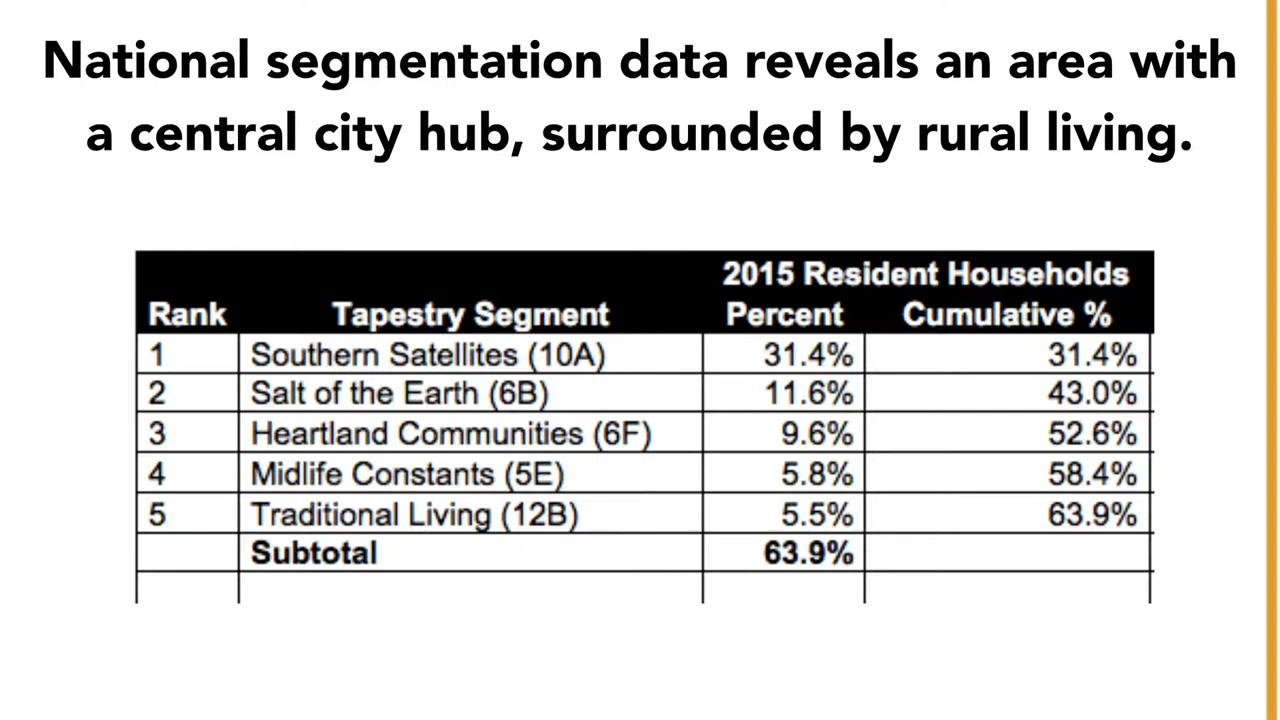 National segmentation data reveals an area with
a central city hub, surrounded by rural living.
2015 Resident Households
Rank Tapestry Segment Percent Cumulative %
1 Southern Satellites (10A) 31.4% 31.4%
2 Salt of the Earth (6B) 11.6% 43.0%
3 Heartland Communities (6F) 9.6% 52.6%
4 Midlife Constants (5E) 5.8% 58.4%
5 Traditional Living (12B) 5.5% 63.9%
Subtotal 63.9%